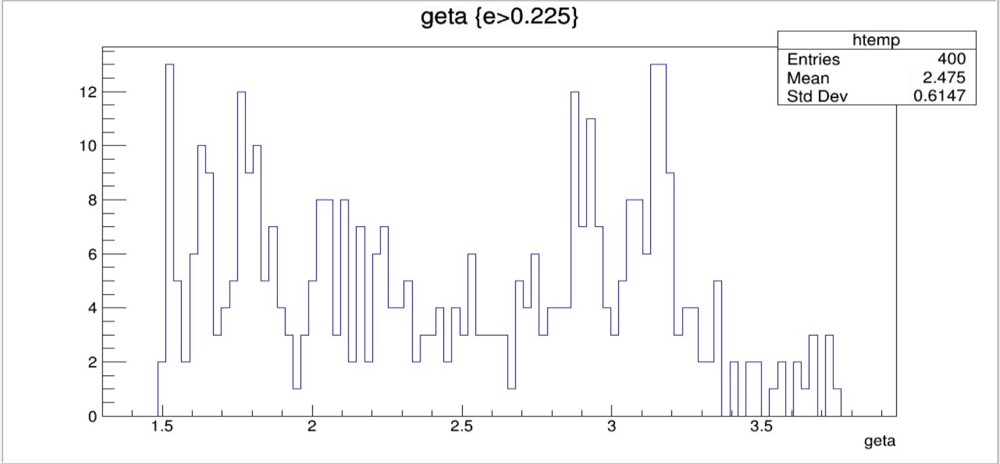 geta {e>0.225}
htemp
Entries 400
Mean 2.475
Std Dev 0.6147
12
10
8
6
4
2
0
1.5 2 2.5 3 3.5
geta